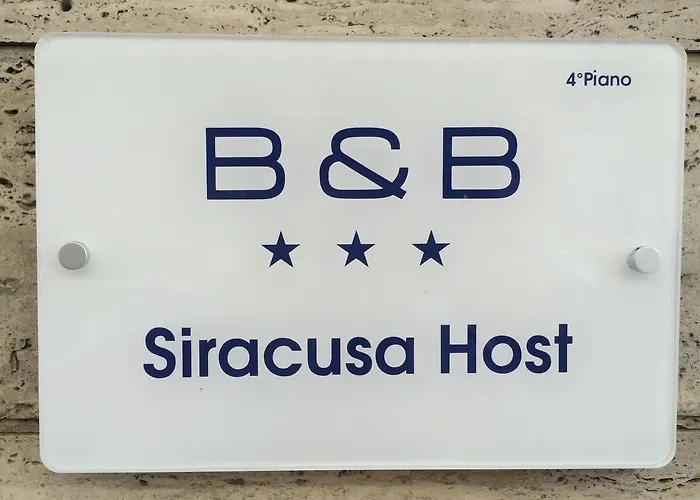 4°Piano
B & B
★ ★ ★
Siracusa Host